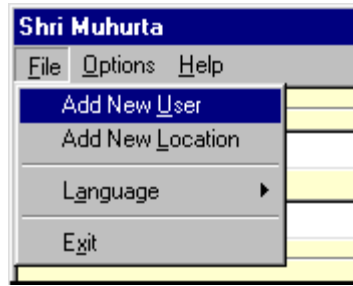 Shri Muhurta
File Options Help
Add New User
Add New Location
Language
Exit